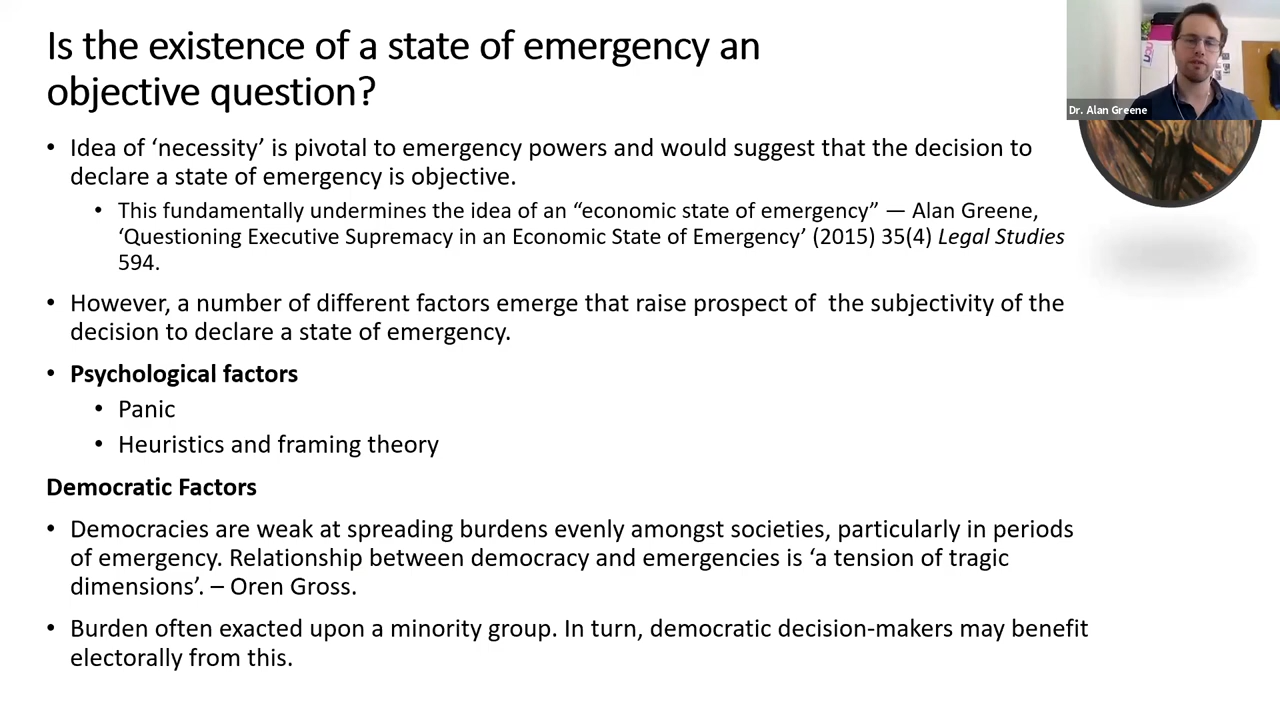 Is the existence of a state of emergency an
objective question?
Dr. Alan Greene
• Idea of ‘necessity’ is pivotal to emergency powers and would suggest that the decision to
declare a state of emergency is objective.
• This fundamentally undermines the idea of an “economic state of emergency” — Alan Greene,
‘Questioning Executive Supremacy in an Economic State of Emergency’ (2015) 35(4) Legal Studies
594.
• However, a number of different factors emerge that raise prospect of  the subjectivity of the
decision to declare a state of emergency.
• Psychological factors
• Panic
• Heuristics and framing theory
Democratic Factors
• Democracies are weak at spreading burdens evenly amongst societies, particularly in periods
of emergency. Relationship between democracy and emergencies is ‘a tension of tragic
dimensions’. – Oren Gross.
• Burden often exacted upon a minority group. In turn, democratic decision-makers may benefit
electorally from this.